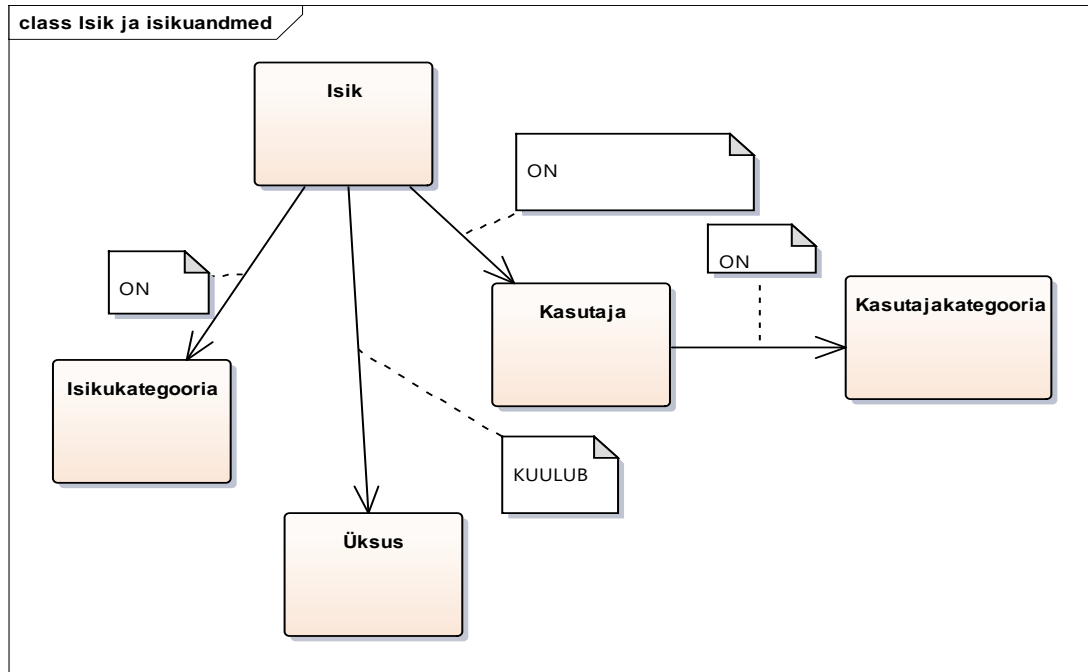 class Isik ja isikuandmed
Isik
ON
ON
ON
Kasutaja
Kasutajakategooria
Isikukategooria
KUULUB
Üksus